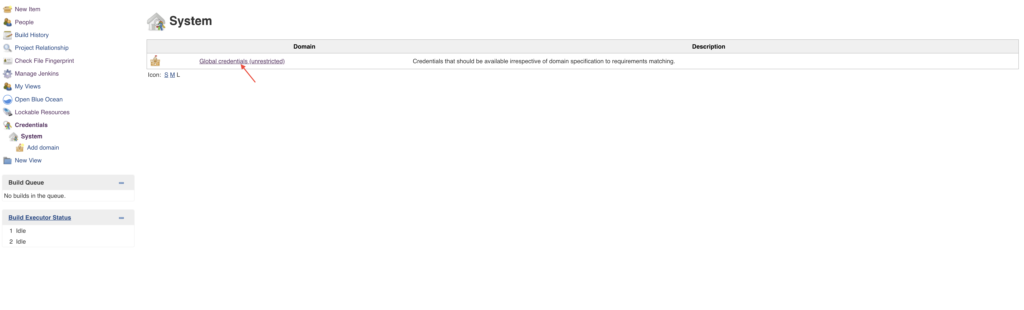 New Item
People
Build History
Project Relationship
Check File Fingerprint
Manage Jenkins
My Views
Open Blue Ocean
Lockable Resources
Credentials
System
Add domain
New View
Build Queue
No builds in the queue.
Build Executor Status
1 Idle
2 Idle
System
Domain Description
Global credentials (unrestricted) Credentials that should be available irrespective of domain specification to requirements matching.
Icon: S M L